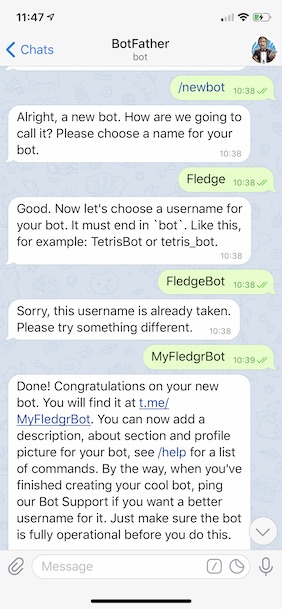 11:47
Chats
BotFather
bot
/newbot
10:38
Alright, a new bot. How are we going to
call it? Please choose a name for your
bot.
10:38
Fledge
10:38
Good. Now let's choose a username for
your bot. It must end in `bot`. Like this,
for example: TetrisBot or tetris_bot.
10:38
FledgeBot
10:38
Sorry, this username is already taken.
Please try something different.
10:38
MyFledgrBot
10:39
Done! Congratulations on your new
bot. You will find it at t.me/
MyFledgrBot. You can now add a
description, about section and profile
picture for your bot, see /help for a list
of commands. By the way, when you've
finished creating your cool bot, ping
our Bot Support if you want a better
username for it. Just make sure the bot
is fully operational before you do this.
Message